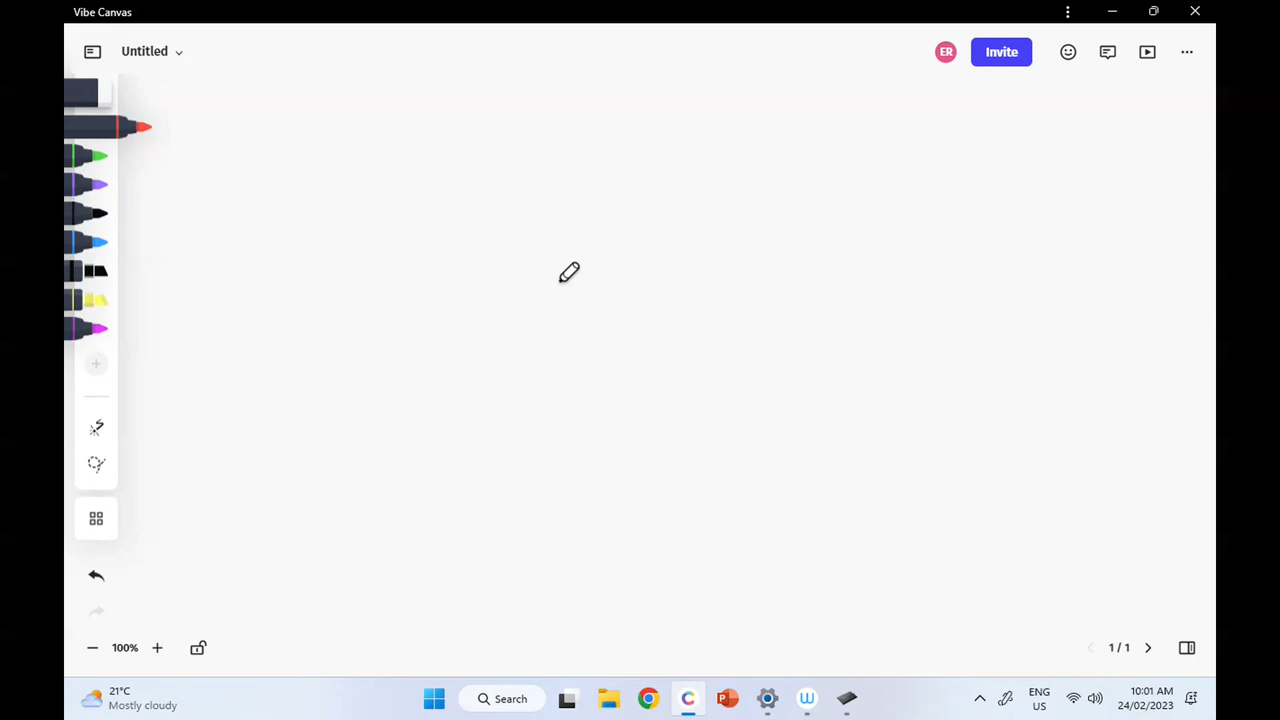 Vibe Canvas
Untitled
ER
Invite
100%
1 / 1
21°C
Mostly cloudy
Search
ENG
US
10:01 AM
24/02/2023